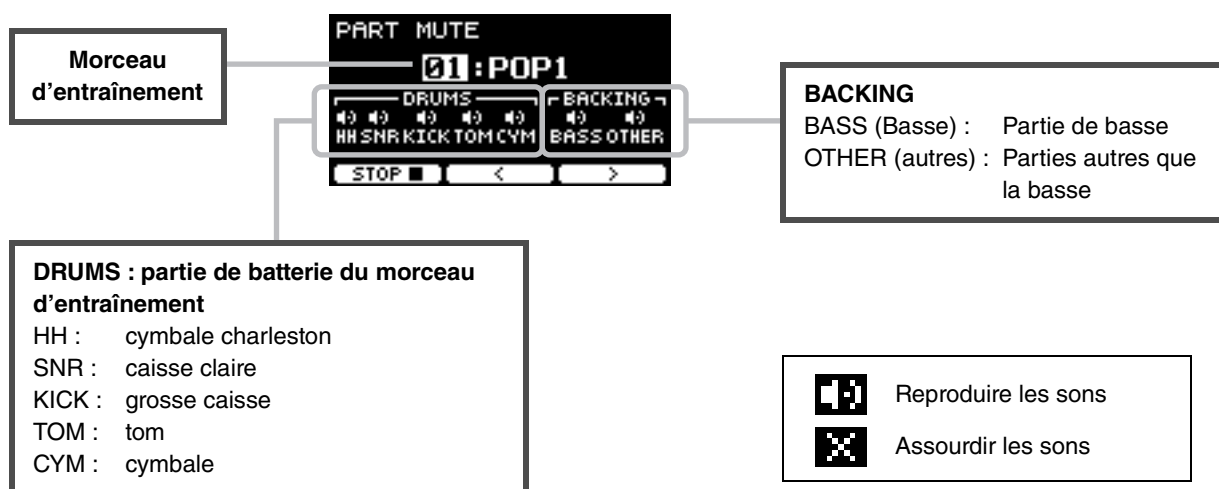 Morceau
d'entraînement
PART MUTE
01:POP1
DRUMS
HH SNR KICK TOM CYM
BACKING
BASS OTHER
STOP ■ < >
BACKING
BASS (Basse) : Partie de basse
OTHER (autres) : Parties autres que
la basse
DRUMS : partie de batterie du morceau
d'entraînement
HH : cymbale charleston
SNR : caisse claire
KICK : grosse caisse
TOM : tom
CYM : cymbale
Reproduire les sons
Assourdir les sons